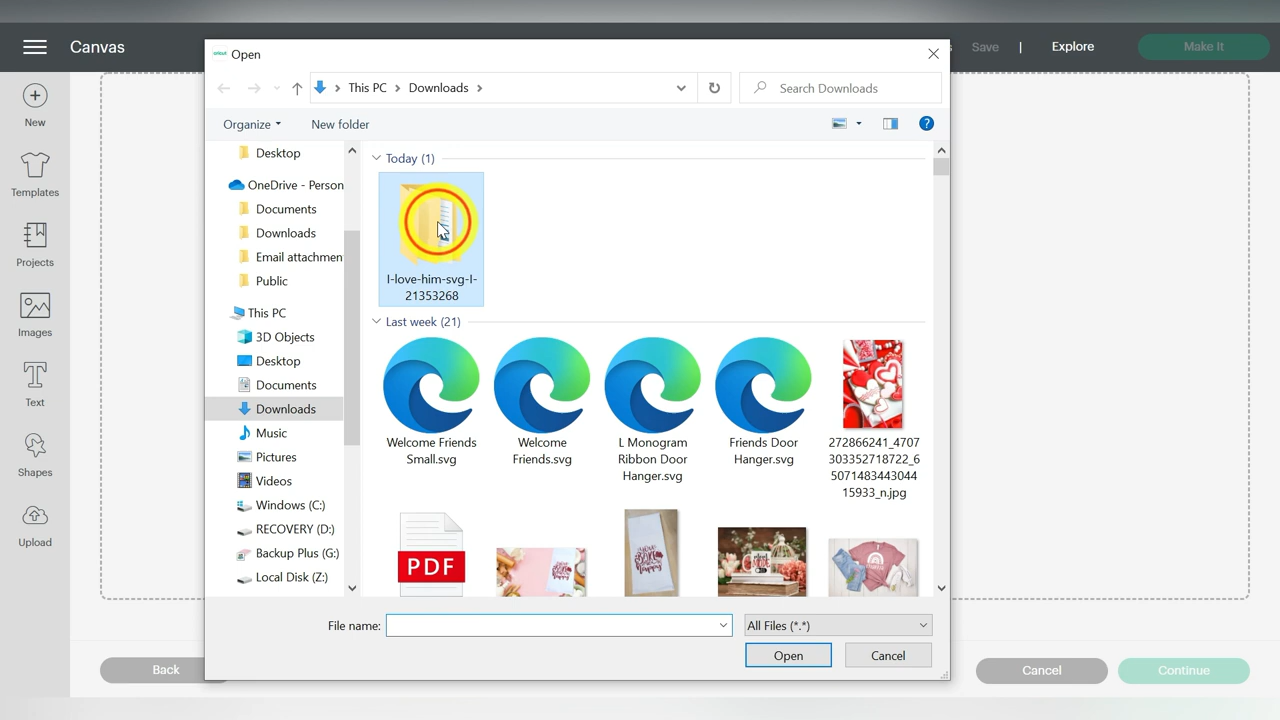 Canvas
Save | Explore Make It
New
Templates
Projects
Images
Text
Shapes
Upload
cricut Open
This PC Downloads
Search Downloads
Organize New folder
Desktop
OneDrive - Person
Documents
Downloads
Email attachmen
Public
This PC
3D Objects
Desktop
Documents
Downloads
Music
Pictures
Videos
Windows (C:)
RECOVERY (D:)
Backup Plus (G:)
Local Disk (Z:)
Today (1)
I-love-him-svg-I-
21353268
Last week (21)
Welcome Friends
Small.svg
Welcome
Friends.svg
L Monogram
Ribbon Door
Hanger.svg
Friends Door
Hanger.svg
272866241_4707
303352718722_6
5071483443044
15933_n.jpg
PDF
File name:
All Files (*.*)
Open Cancel
Back Cancel Continue